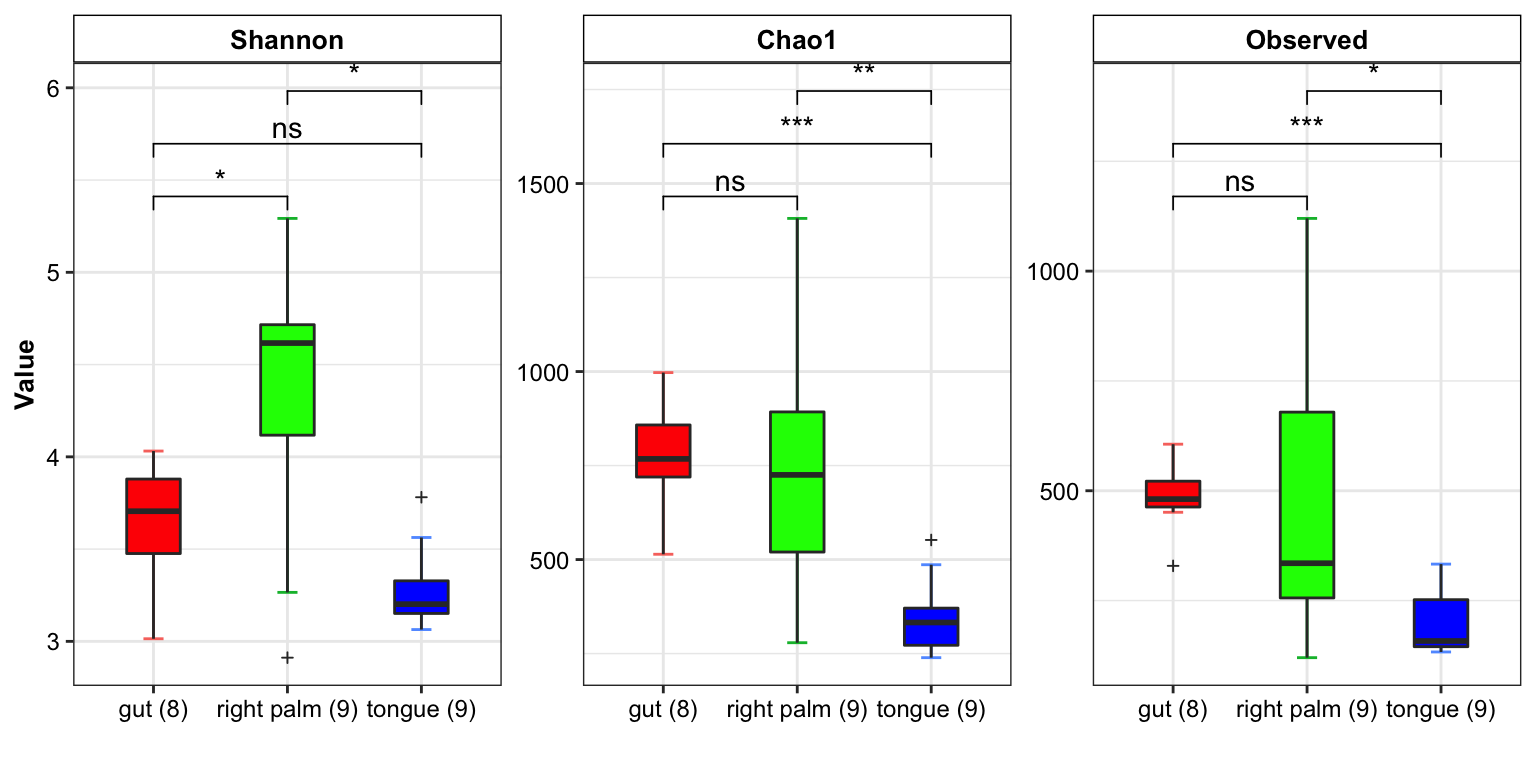 Shannon
Chao1
Observed
Value
6
5
4
3
*
ns
*
gut (8)
right palm (9)
tongue (9)
1500
1000
500
**
***
ns
gut (8)
right palm (9)
tongue (9)
1000
500
*
***
ns
gut (8)
right palm (9)
tongue (9)